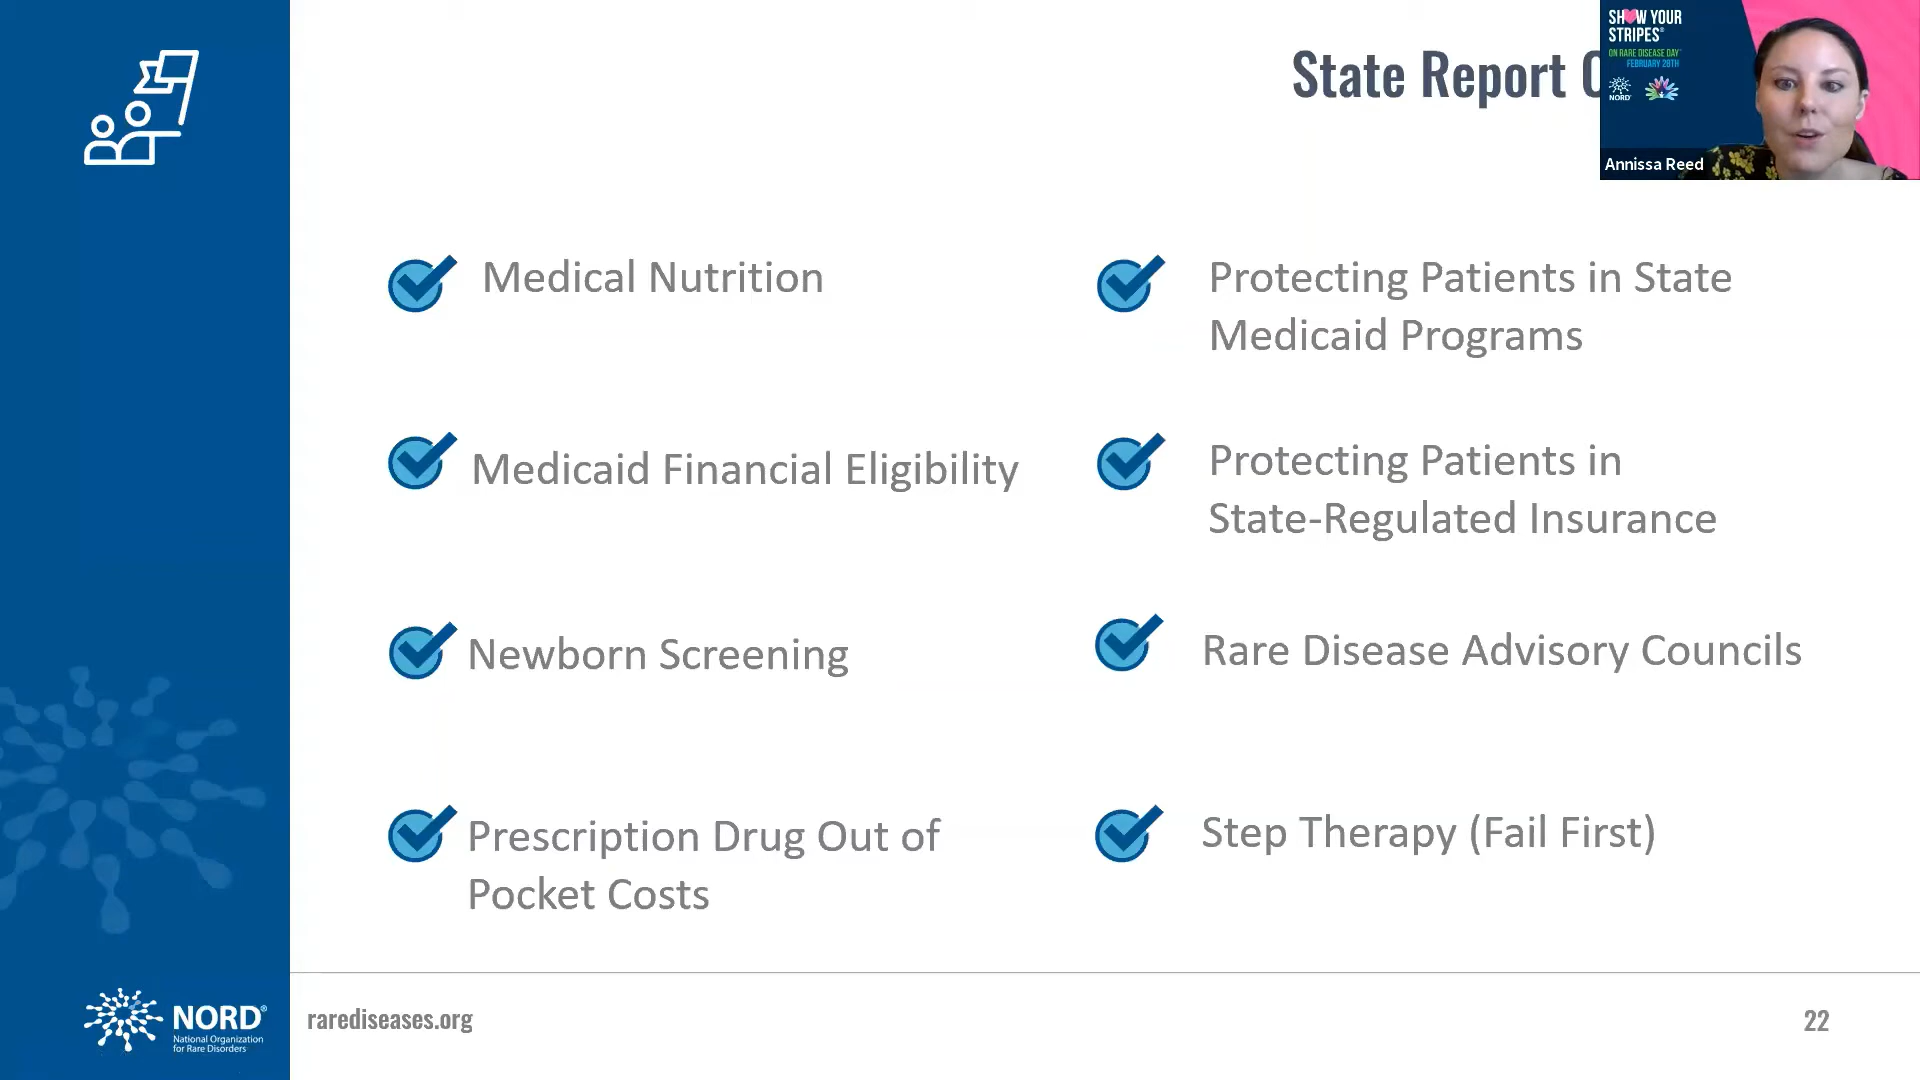 State Report
SHOW YOUR
STRIPES®
ON RARE DISEASE DAY
FEBRUARY 28TH
NORD
Annissa Reed
Medical Nutrition
Medicaid Financial Eligibility
Newborn Screening
Prescription Drug Out of
Pocket Costs
Protecting Patients in State
Medicaid Programs
Protecting Patients in
State-Regulated Insurance
Rare Disease Advisory Councils
Step Therapy (Fail First)
NORD®
National Organization
for Rare Disorders
rarediseases.org
22